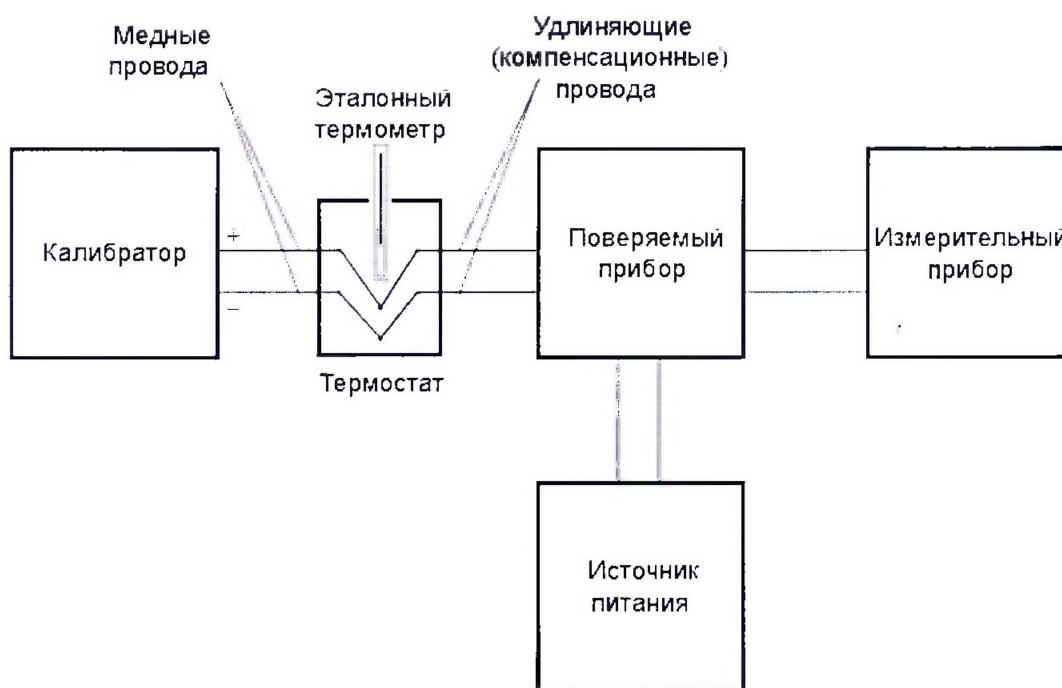 Медные
провода
Удлиняющие
(компенсационные)
провода
Эталонный
термометр
Калибратор
+
–
Термостат
Поверяемый
прибор
Измерительный
прибор
Источник
питания